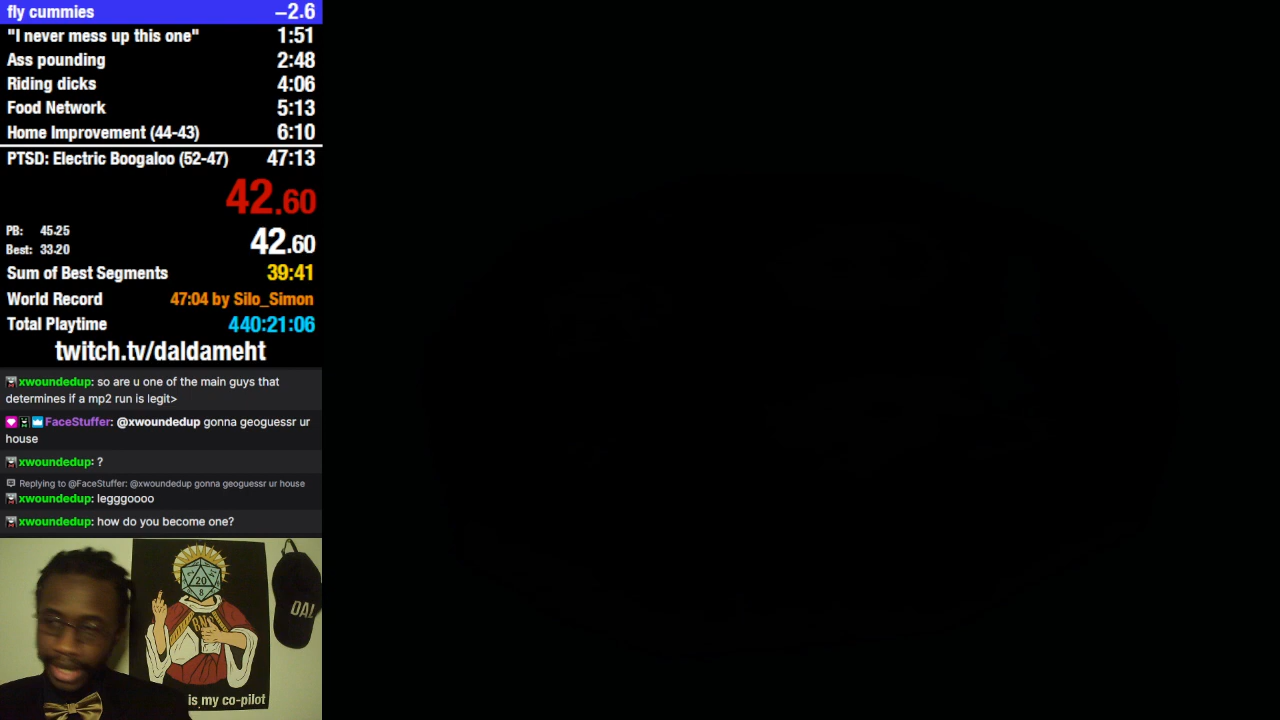 fly cummies −2.6
"I never mess up this one" 1:51
Ass pounding 2:48
Riding dicks 4:06
Food Network 5:13
Home Improvement (44-43) 6:10
PTSD: Electric Boogaloo (52-47) 47:13
42.60
PB: 45.25
Best: 33.20
42.60
Sum of Best Segments 39:41
World Record 47:04 by Silo_Simon
Total Playtime 440:21:06
twitch.tv/daldameht
xwoundedup: so are u one of the main guys that
determines if a mp2 run is legit>
FaceStuffer: @xwoundedup gonna geoguessr ur
house
xwoundedup: ?
Replying to @FaceStuffer: @xwoundedup gonna geoguessr ur house
xwoundedup: legggoooo
xwoundedup: how do you become one?
20
8
RNG
DAL
is my co-pilot